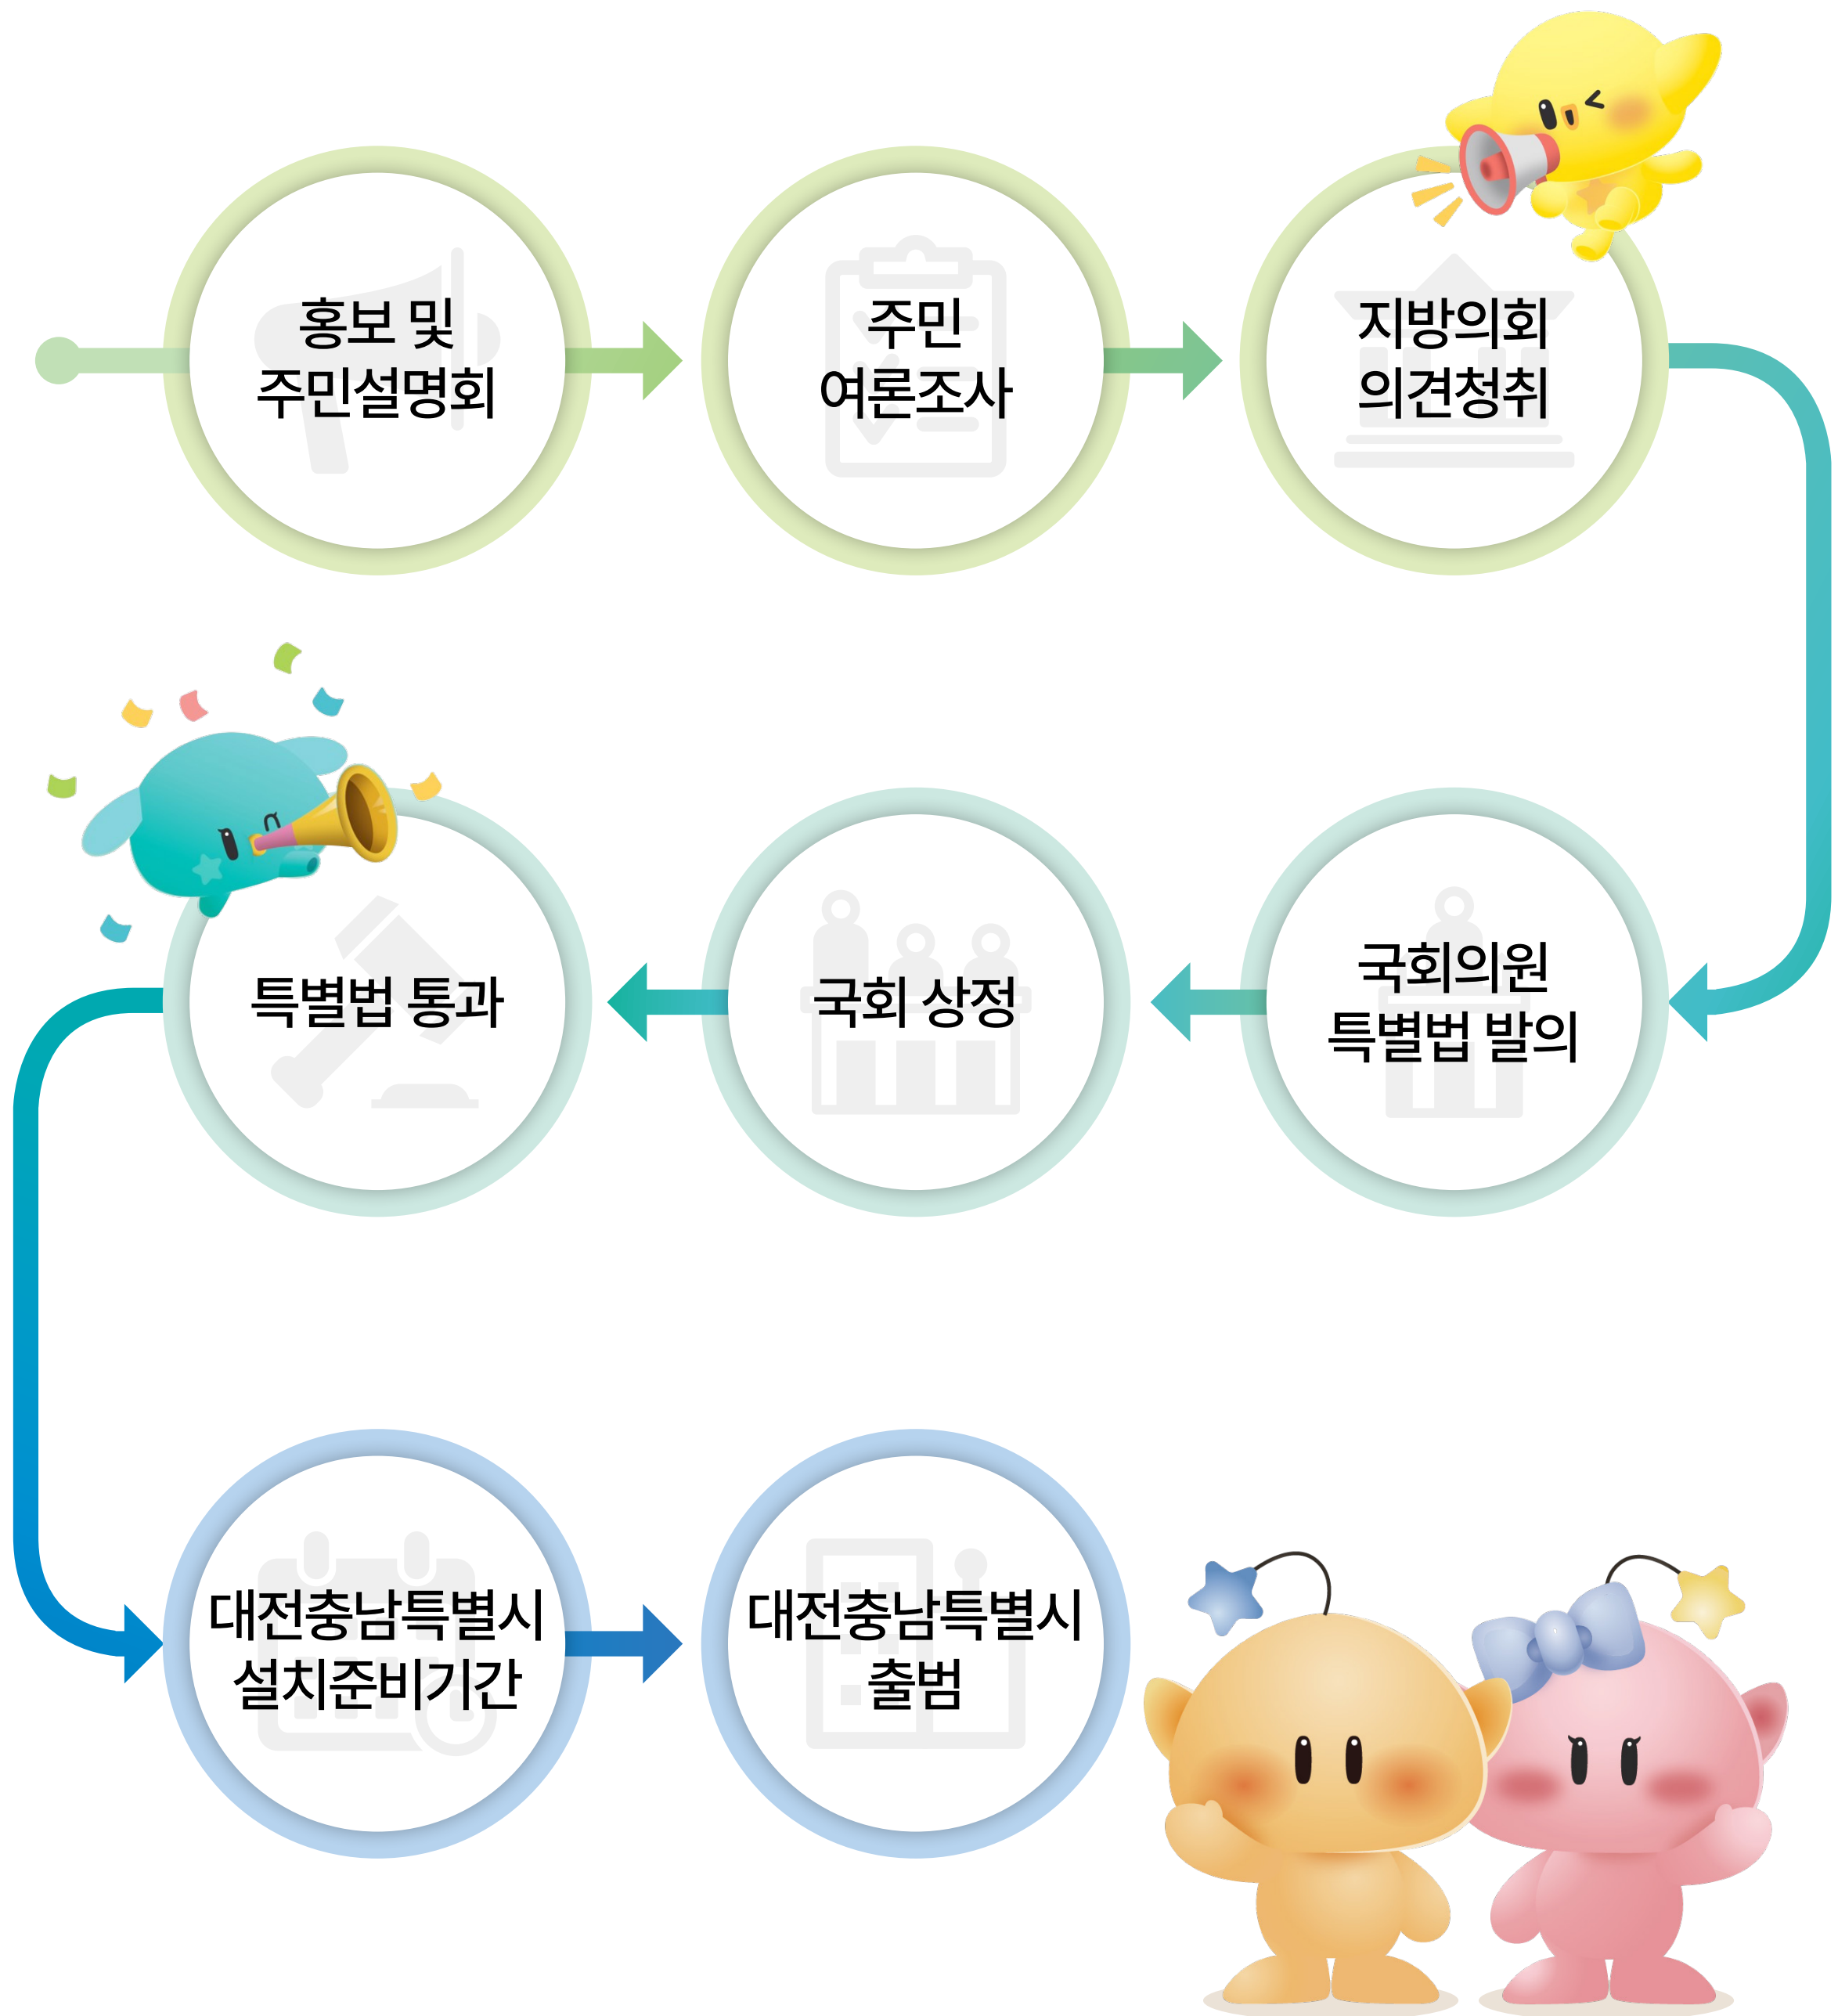 홍보 및
주민설명회
주민
여론조사
지방의회
의견청취
국회의원
특별법 발의
국회 상정
특별법 통과
대전충남특별시
설치준비기간
대전충남특별시
출범